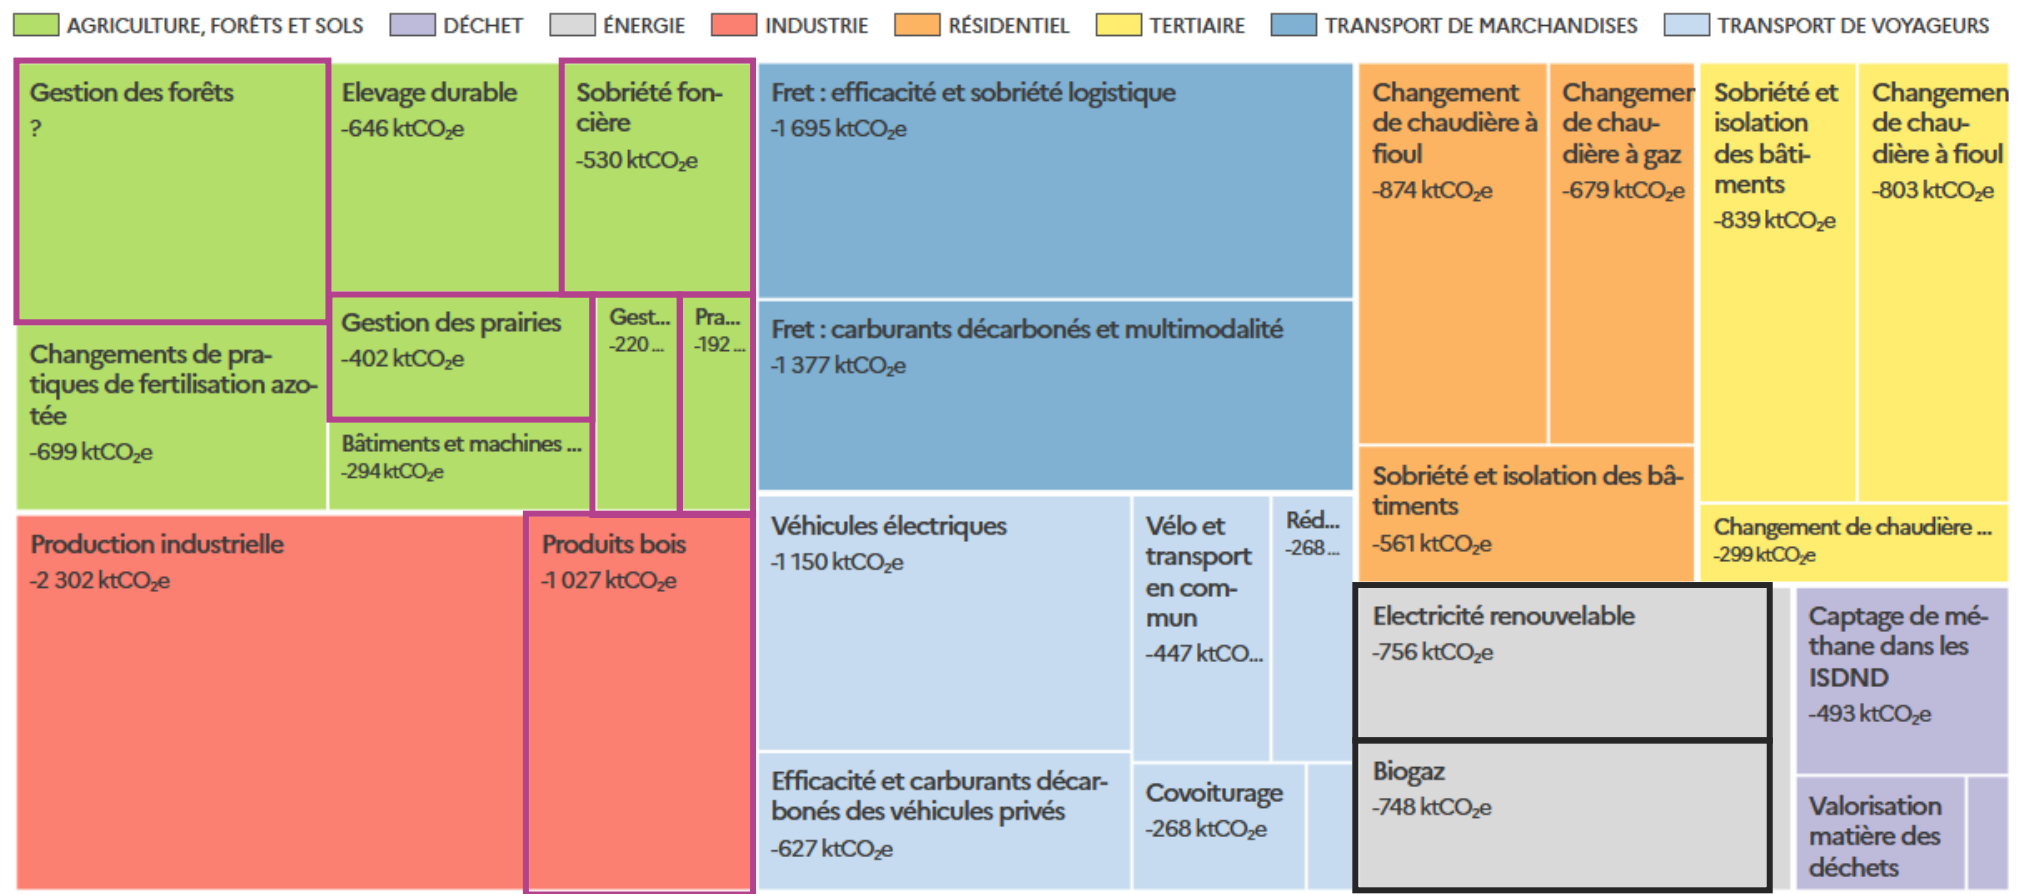 AGRICULTURE, FORÊTS ET SOLS
DÉCHET
ÉNERGIE
INDUSTRIE
RÉSIDENTIEL
TERTIAIRE
TRANSPORT DE MARCHANDISES
TRANSPORT DE VOYAGEURS
Gestion des forêts
?
Elevage durable
-646 ktCO₂e
Sobriété fon-
cière
-530 ktCO₂e
Changements de pra-
tiques de fertilisation azo-
tée
-699 ktCO₂e
Gestion des prairies
-402 ktCO₂e
Bâtiments et machines ...
-294 ktCO₂e
Gest...
-220 ...
Pra...
-192 ...
Production industrielle
-2 302 ktCO₂e
Produits bois
-1 027 ktCO₂e
Fret : efficacité et sobriété logistique
-1 695 ktCO₂e
Fret : carburants décarbonés et multimodalité
-1 377 ktCO₂e
Véhicules électriques
-1 150 ktCO₂e
Efficacité et carburants décar-
bonés des véhicules privés
-627 ktCO₂e
Vélo et
transport
en com-
mun
-447 ktCO...
Réd...
-268 ...
Covoiturage
-268 ktCO₂e
Changement
de chaudière à
fioul
-874 ktCO₂e
Changemer
de chau-
dière à gaz
-679 ktCO₂e
Sobriété et isolation des bâ-
timents
-561 ktCO₂e
Sobriété et
isolation
des bâti-
ments
-839 ktCO₂e
Changemen
de chau-
dière à fioul
-803 ktCO₂e
Changement de chaudière ...
-299 ktCO₂e
Electricité renouvelable
-756 ktCO₂e
Biogaz
-748 ktCO₂e
Captage de mé-
thane dans les
ISDND
-493 ktCO₂e
Valorisation
matière des
déchets